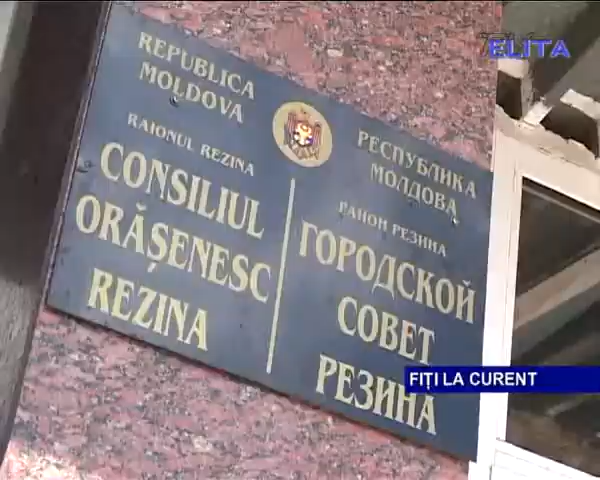 ELITA
REPUBLICA
MOLDOVA
RAIONUL REZINA
CONSILIUL
ORĂȘENESC
REZINA
РЕСПУБЛИКА
МОЛДОВА
РАЙОН РЕЗИНА
ГОРОДСКОЙ
СОВЕТ
РЕЗИНА
FIȚI LA CURENT